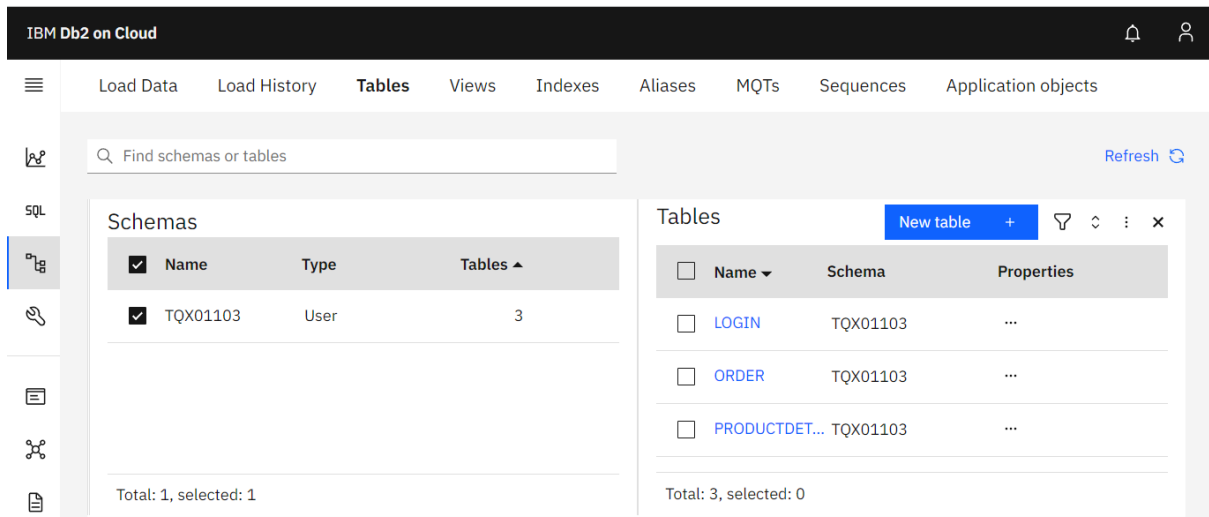 IBM Db2 on Cloud
Load Data Load History Tables Views Indexes Aliases MQTs Sequences Application objects
Find schemas or tables
Refresh
SQL
Schemas
Name Type Tables
TQX01103 User 3
Total: 1, selected: 1
Tables
New table +
Name Schema Properties
LOGIN TQX01103 ...
ORDER TQX01103 ...
PRODUCTDET... TQX01103 ...
Total: 3, selected: 0